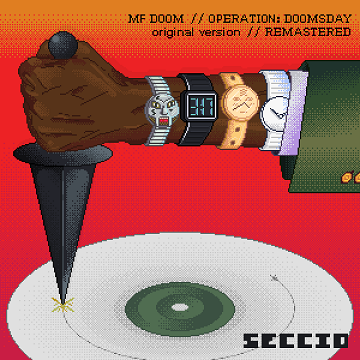 MF DOOM // OPERATION: DOOMSDAY
original version // REMASTERED
SECCIO